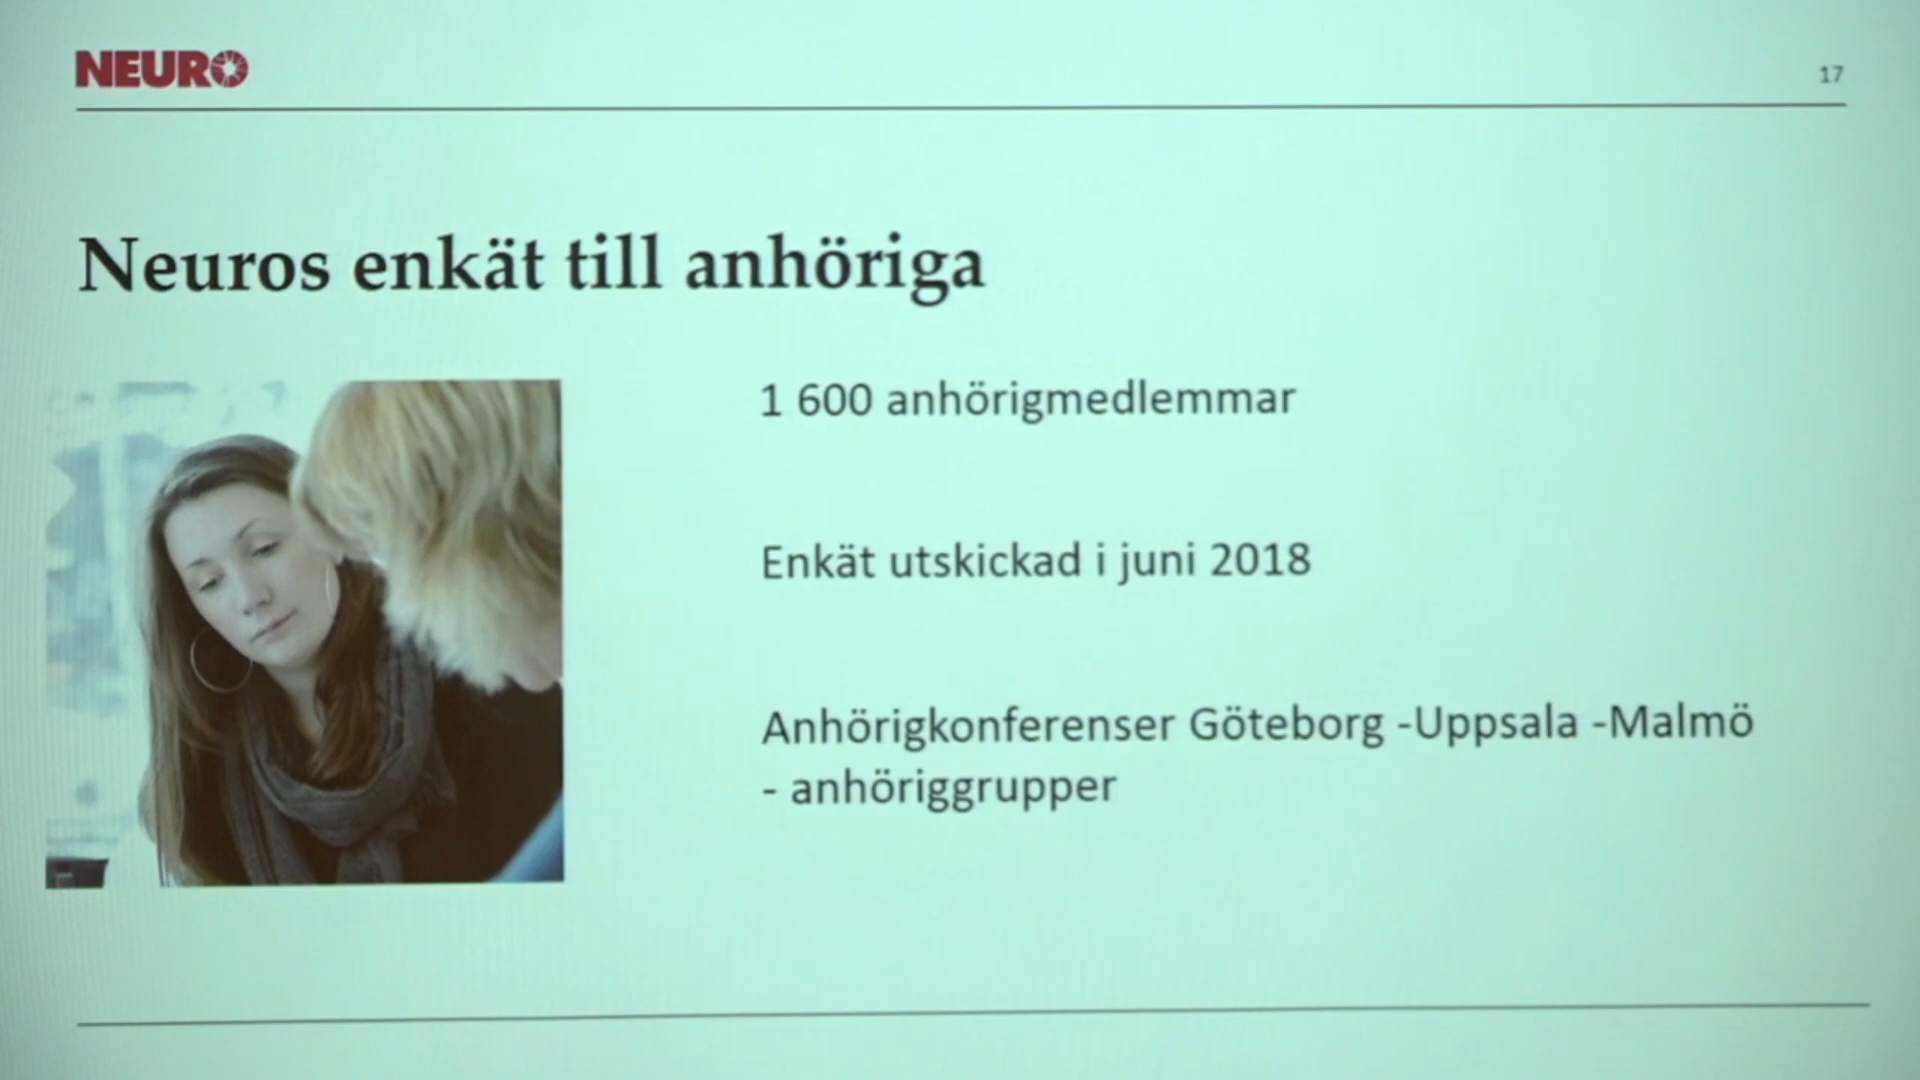 NEURO
17
Neuros enkät till anhöriga
1 600 anhörigmedlemmar
Enkät utskickad i juni 2018
Anhörigkonferenser Göteborg -Uppsala -Malmö
- anhöriggrupper